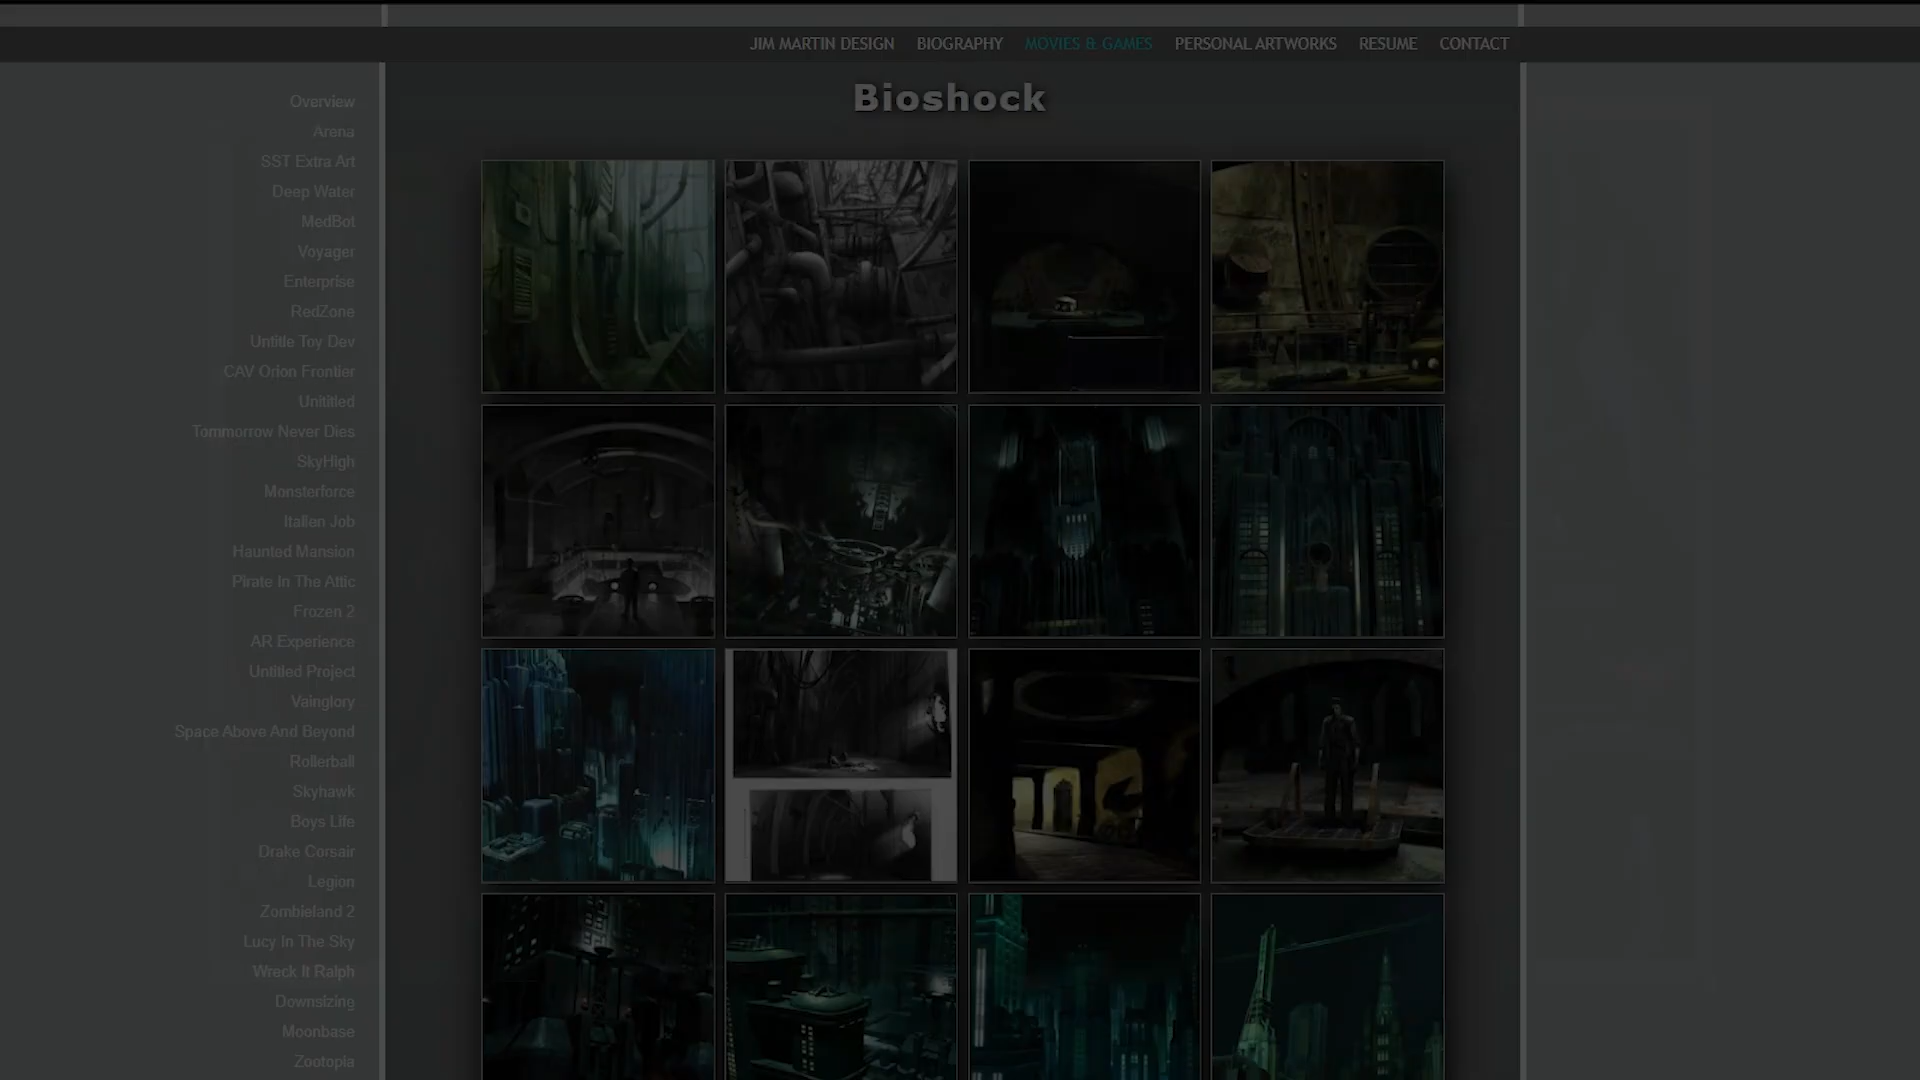 JIM MARTIN DESIGN BIOGRAPHY MOVIES & GAMES PERSONAL ARTWORKS RESUME CONTACT
Bioshock
Overview
Arena
SST Extra Art
Deep Water
MedBot
Voyager
Enterprise
RedZone
Untitle Toy Dev
CAV Orion Frontier
Unititled
Tommorrow Never Dies
SkyHigh
Monsterforce
Italien Job
Haunted Mansion
Pirate In The Attic
Frozen 2
AR Experience
Untitled Project
Vainglory
Space Above And Beyond
Rollerball
Skyhawk
Boys Life
Drake Corsair
Legion
Zombieland 2
Lucy In The Sky
Wreck It Ralph
Downsizing
Moonbase
Zootopia